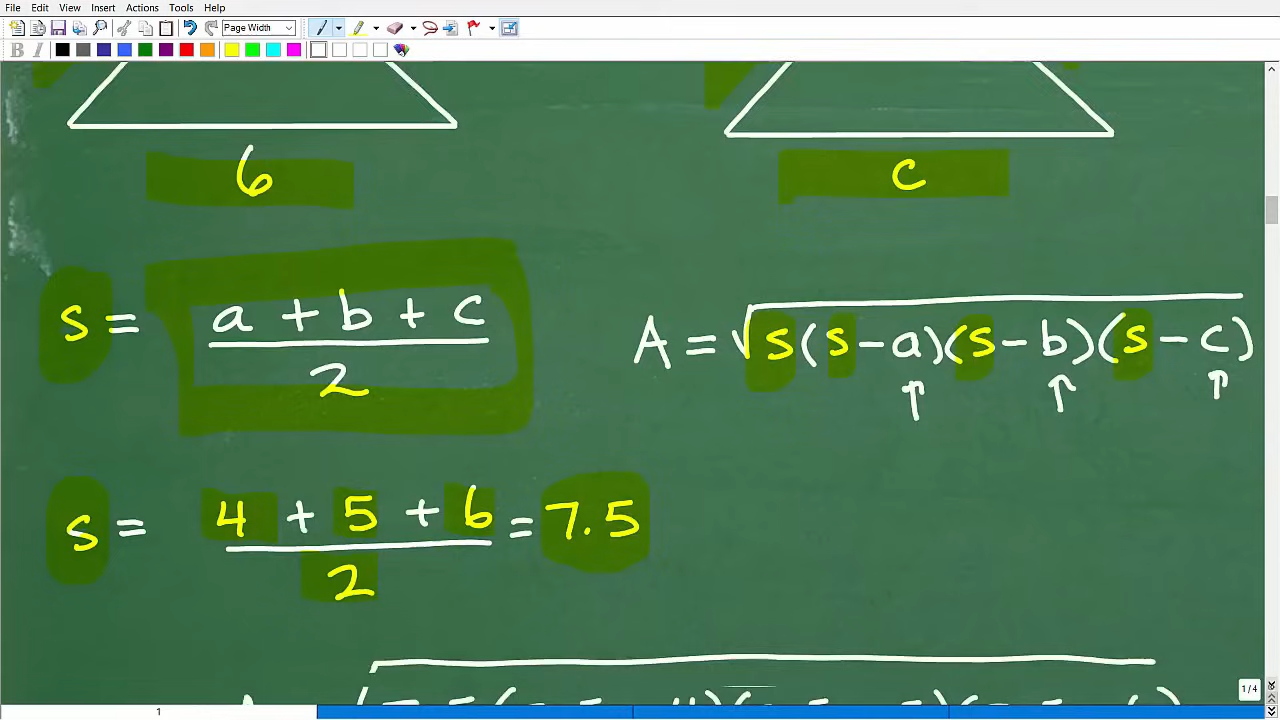 File Edit View Insert Actions Tools Help
Page Width
B I
6
c
s = a + b + c
2
A = √s(s-a)(s-b)(s-c)
↑ ↑ ↑
s = 4 + 5 + 6 = 7.5
2
1/4
1